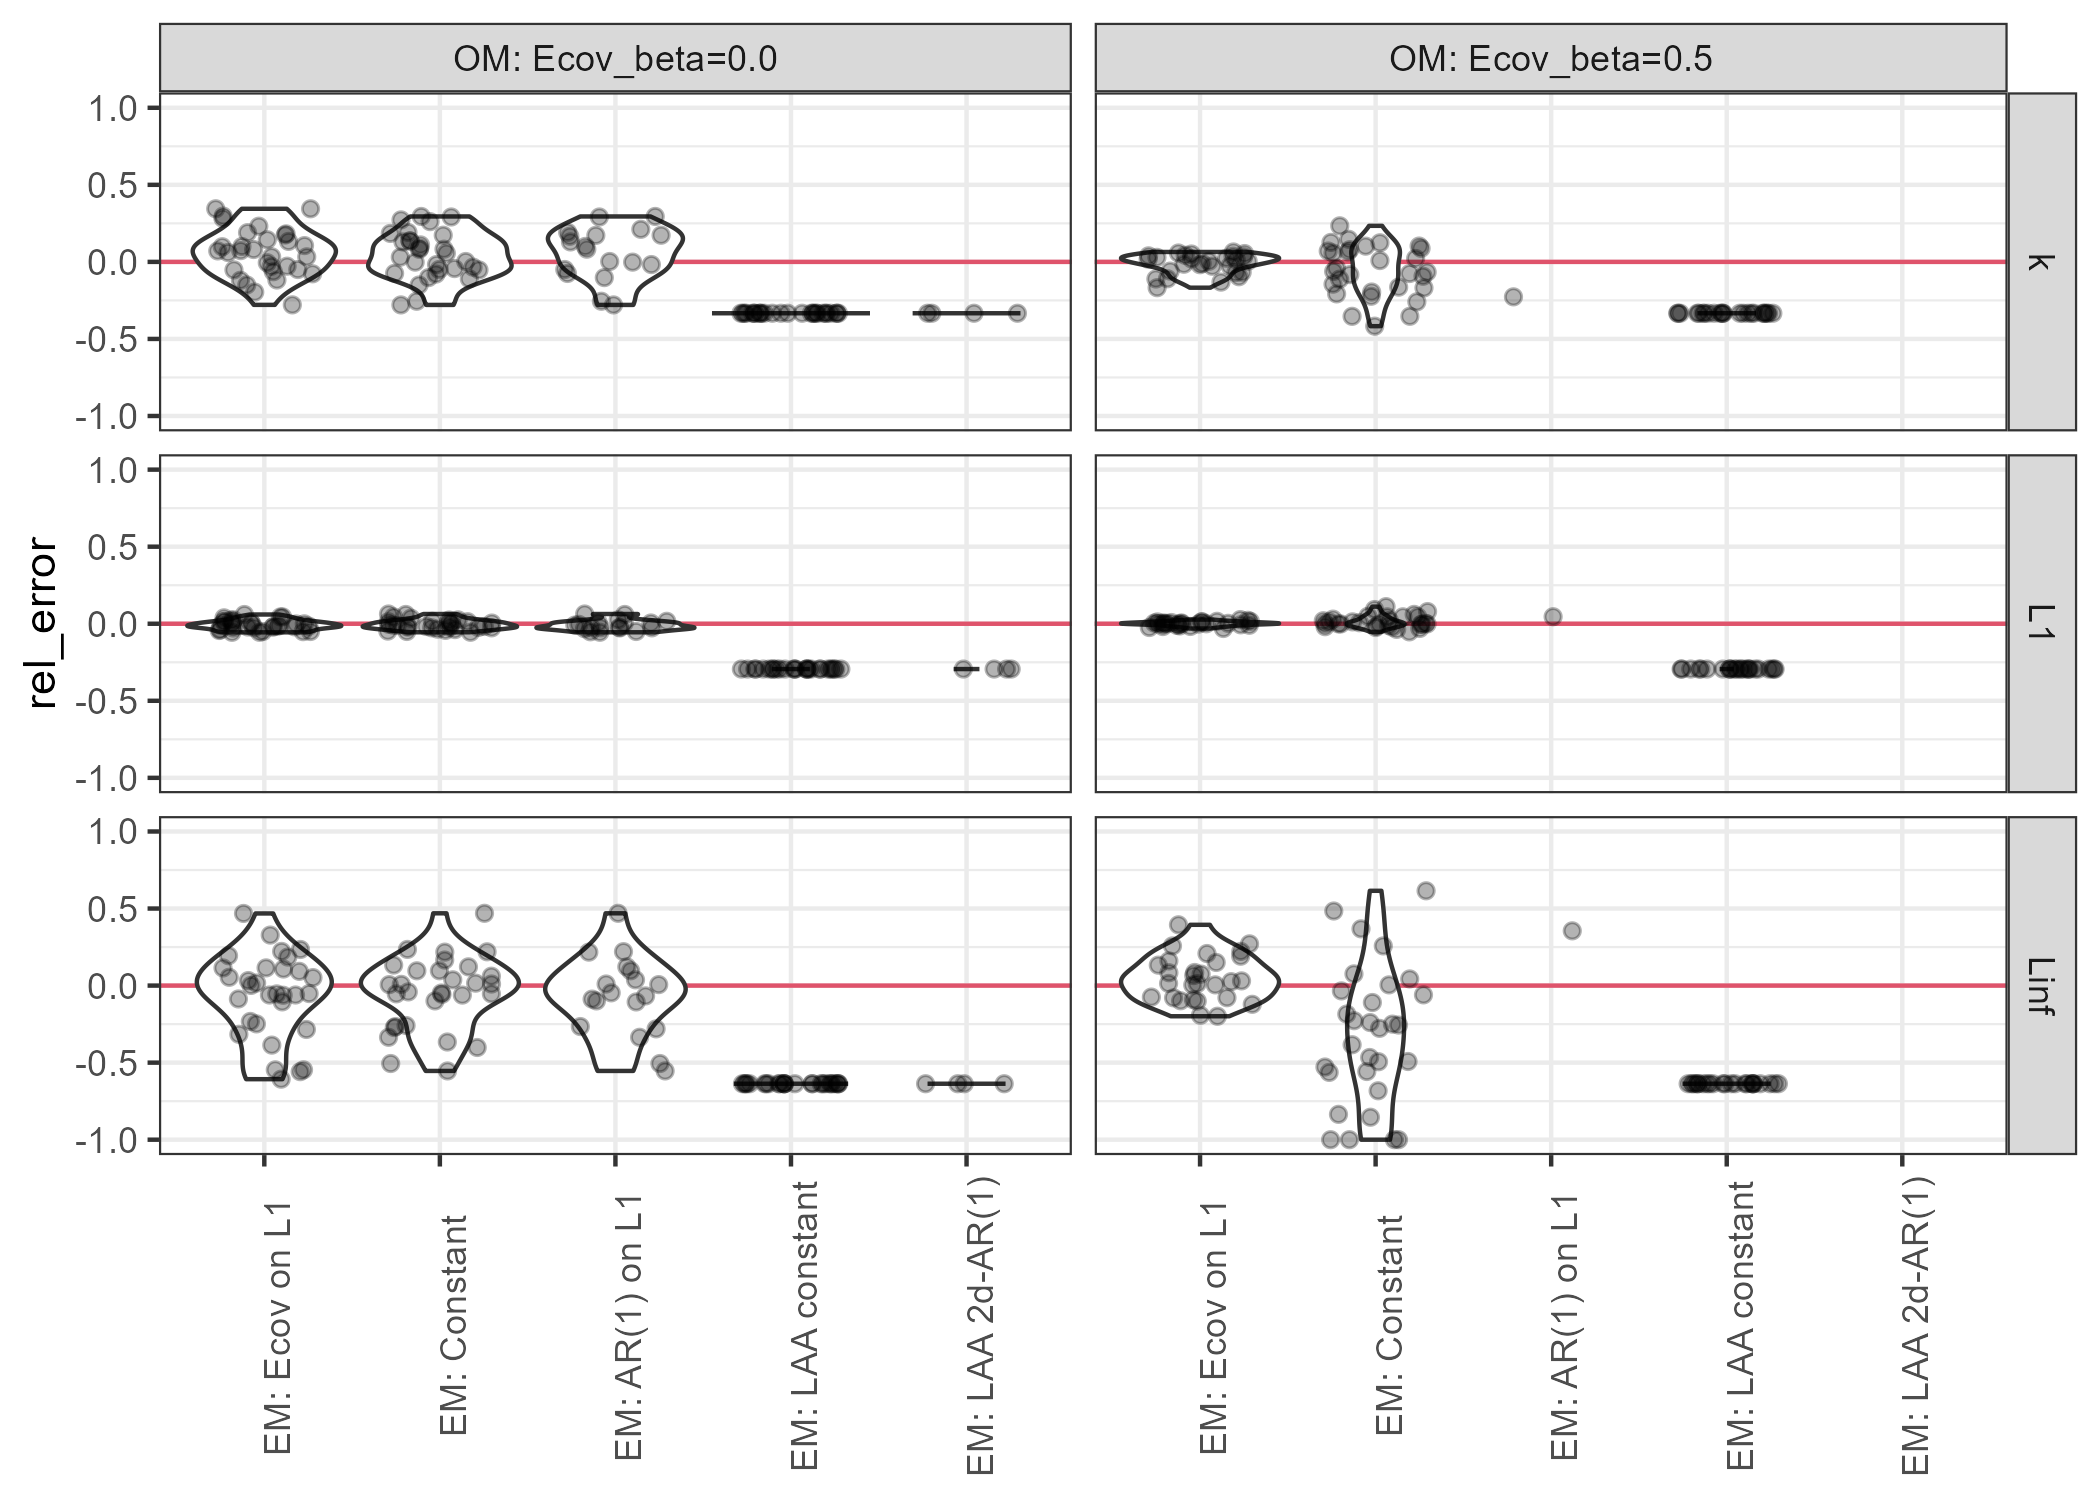 OM: Ecov_beta=0.0
OM: Ecov_beta=0.5
1.0
0.5
0.0
-0.5
-1.0
k
1.0
0.5
0.0
-0.5
-1.0
L1
rel_error
1.0
0.5
0.0
-0.5
-1.0
Linf
EM: Ecov on L1
EM: Constant
EM: AR(1) on L1
EM: LAA constant
EM: LAA 2d-AR(1)
EM: Ecov on L1
EM: Constant
EM: AR(1) on L1
EM: LAA constant
EM: LAA 2d-AR(1)